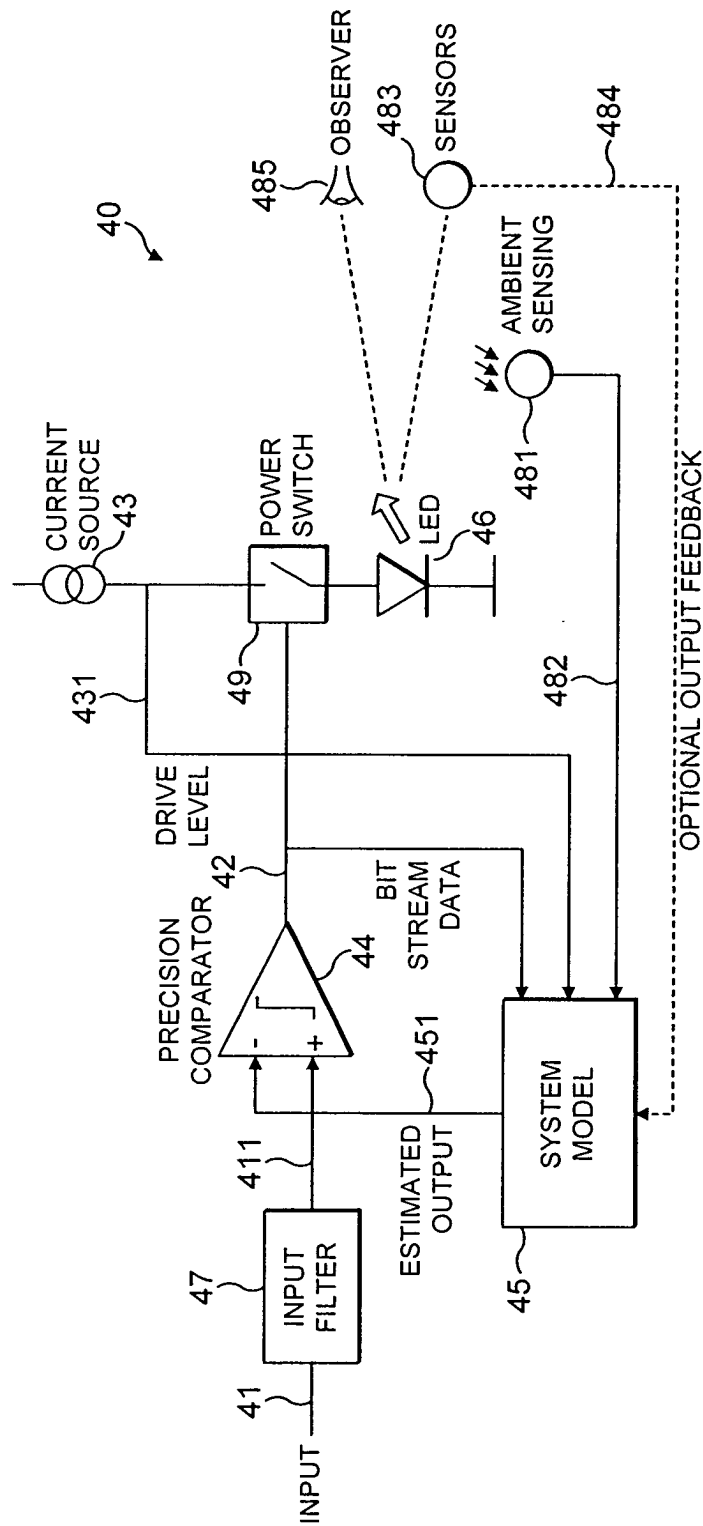 40
INPUT
41
47
INPUT
FILTER
411
PRECISION
COMPARATOR
-
+
44
42
BIT
STREAM
DATA
DRIVE
LEVEL
431
CURRENT
SOURCE
43
49
POWER
SWITCH
LED
46
485
OBSERVER
483
SENSORS
484
AMBIENT
SENSING
481
482
ESTIMATED
OUTPUT
451
SYSTEM
MODEL
45
OPTIONAL OUTPUT FEEDBACK